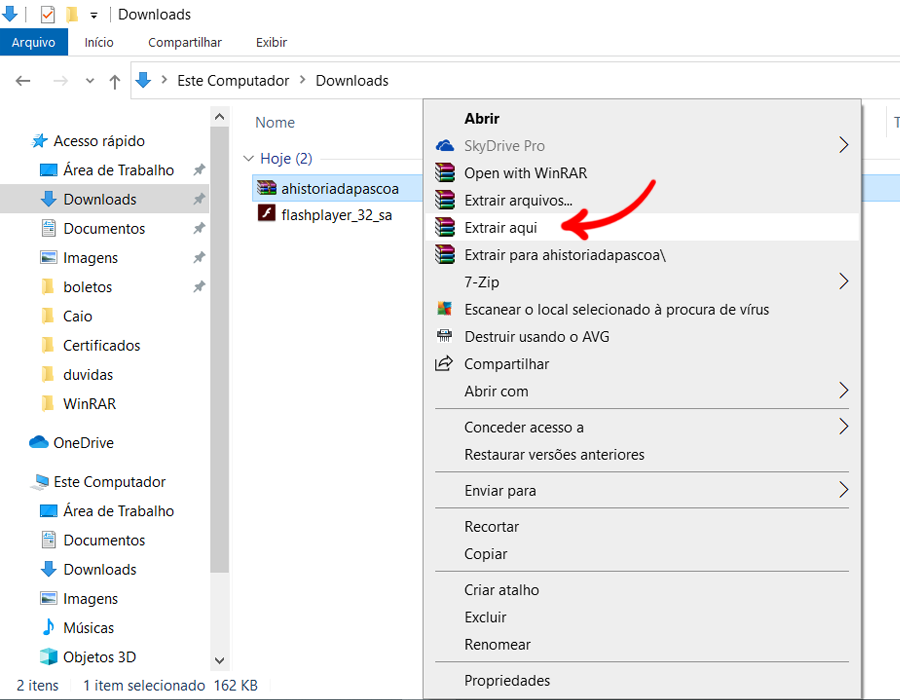 Downloads
Arquivo Início Compartilhar Exibir
Este Computador Downloads
Nome
T
Acesso rápido
Área de Trabalho
Downloads
Documentos
Imagens
boletos
Caio
Certificados
duvidas
WinRAR
OneDrive
Este Computador
Área de Trabalho
Documentos
Downloads
Imagens
Músicas
Objetos 3D
Hoje (2)
ahistoriadapascoa
flashplayer_32_sa
Abrir
SkyDrive Pro
Open with WinRAR
Extrair arquivos...
Extrair aqui
Extrair para ahistoriadapascoa\
7-Zip
Escanear o local selecionado à procura de vírus
Destruir usando o AVG
Compartilhar
Abrir com
Conceder acesso a
Restaurar versões anteriores
Enviar para
Recortar
Copiar
Criar atalho
Excluir
Renomear
Propriedades
2 itens 1 item selecionado 162 KB